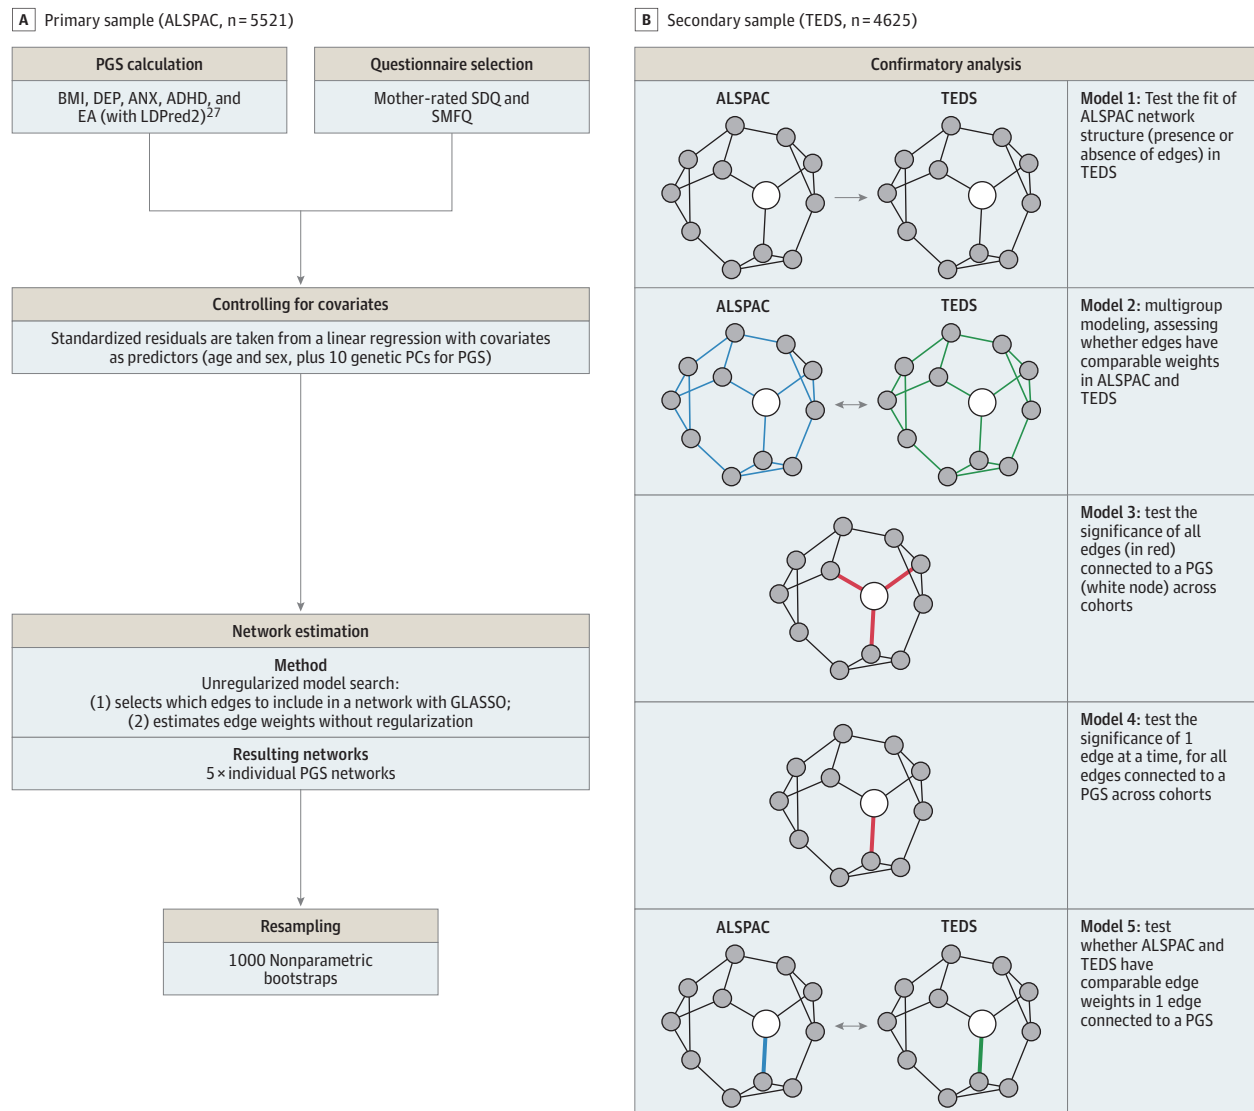 A Primary sample (ALSPAC, n=5521)
PGS calculation
BMI, DEP, ANX, ADHD, and
EA (with LDPred2)27
Questionnaire selection
Mother-rated SDQ and
SMFQ
Controlling for covariates
Standardized residuals are taken from a linear regression with covariates
as predictors (age and sex, plus 10 genetic PCs for PGS)
Network estimation
Method
Unregularized model search:
(1) selects which edges to include in a network with GLASSO;
(2) estimates edge weights without regularization
Resulting networks
5 × individual PGS networks
Resampling
1000 Nonparametric
bootstraps
B Secondary sample (TEDS, n=4625)
Confirmatory analysis
ALSPAC
TEDS
Model 1: Test the fit of
ALSPAC network
structure (presence or
absence of edges) in
TEDS
ALSPAC
TEDS
Model 2: multigroup
modeling, assessing
whether edges have
comparable weights
in ALSPAC and
TEDS
Model 3: test the
significance of all
edges (in red)
connected to a PGS
(white node) across
cohorts
Model 4: test the
significance of 1
edge at a time, for all
edges connected to a
PGS across cohorts
ALSPAC
TEDS
Model 5: test
whether ALSPAC and
TEDS have
comparable edge
weights in 1 edge
connected to a PGS